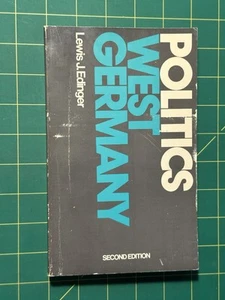 POLITICS
WEST
GERMANY
Lewis J. Edinger
SECOND EDITION